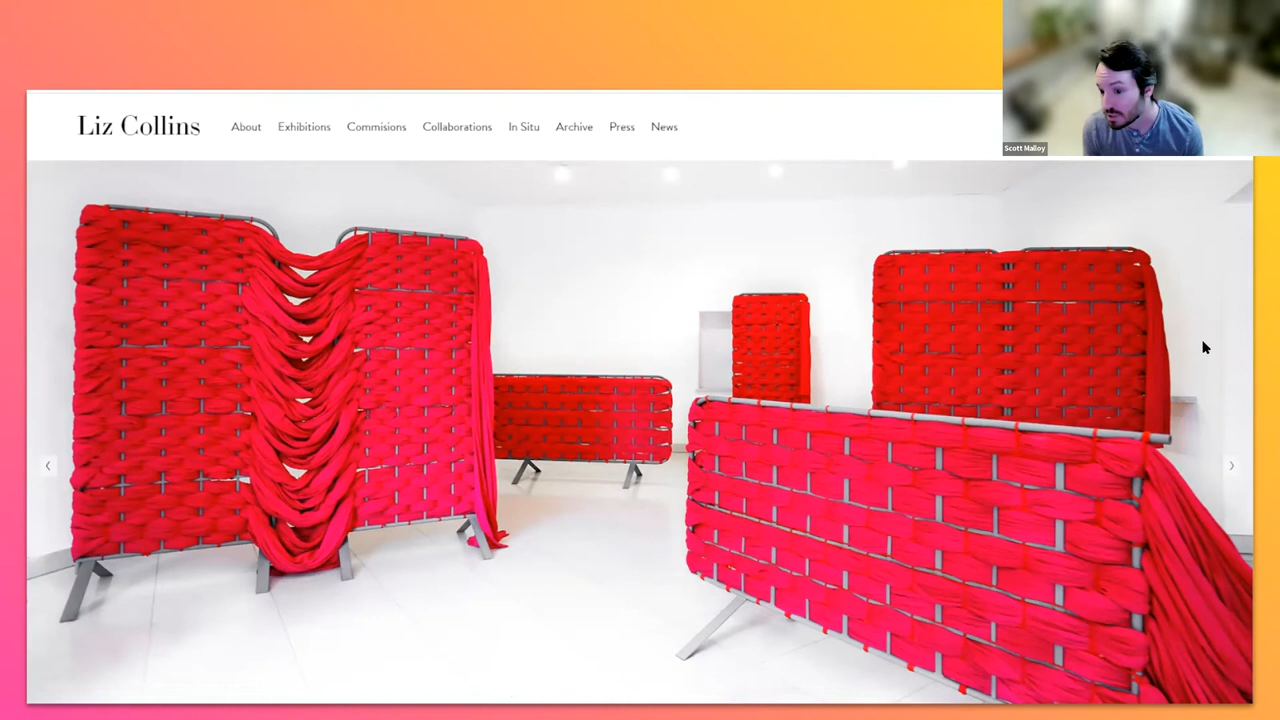 Liz Collins
About Exhibitions Commisions Collaborations In Situ Archive Press News
Scott Malloy